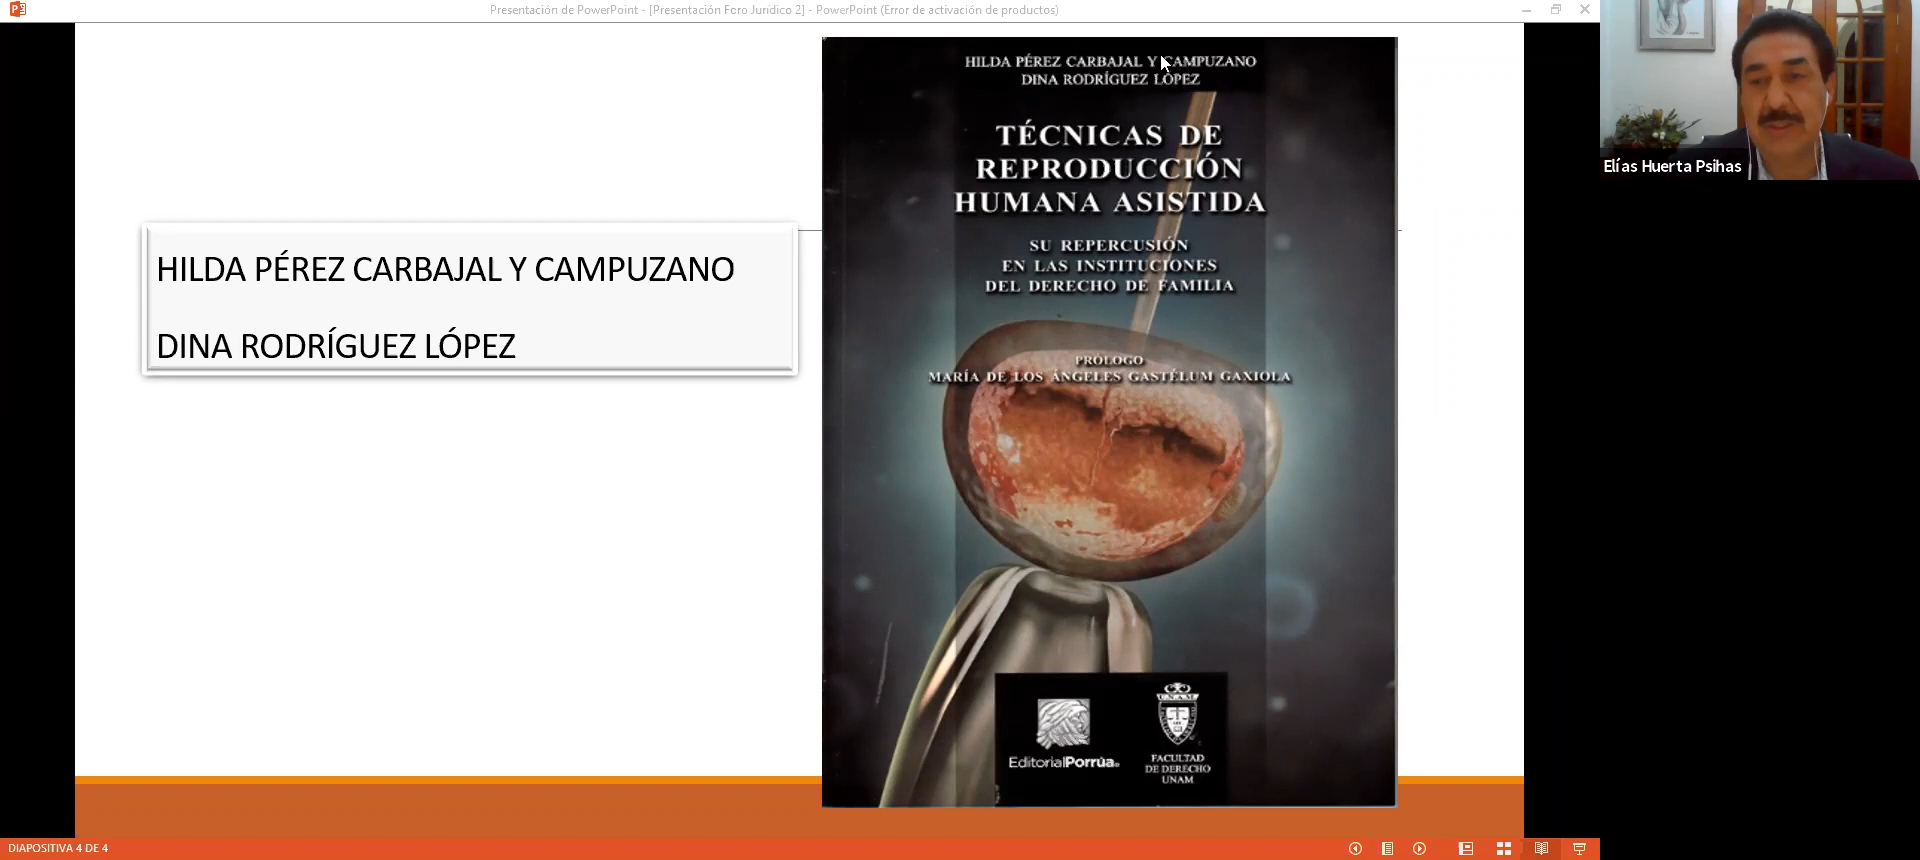 Presentación de PowerPoint - [Presentación Foro Jurídico 2] - PowerPoint (Error de activación de productos)
HILDA PÉREZ CARBAJAL Y CAMPUZANO
DINA RODRÍGUEZ LÓPEZ
HILDA PÉREZ CARBAJAL Y CAMPUZANO
DINA RODRÍGUEZ LÓPEZ
TÉCNICAS DE
REPRODUCCIÓN
HUMANA ASISTIDA
SU REPERCUSIÓN
EN LAS INSTITUCIONES
DEL DERECHO DE FAMILIA
PRÓLOGO
MARÍA DE LOS ÁNGELES GASTÉLUM GAXIOLA
Editorial Porrúa
FACULTAD
DE DERECHO
UNAM
Elías Huerta Psihas
DIAPOSITIVA 4 DE 4